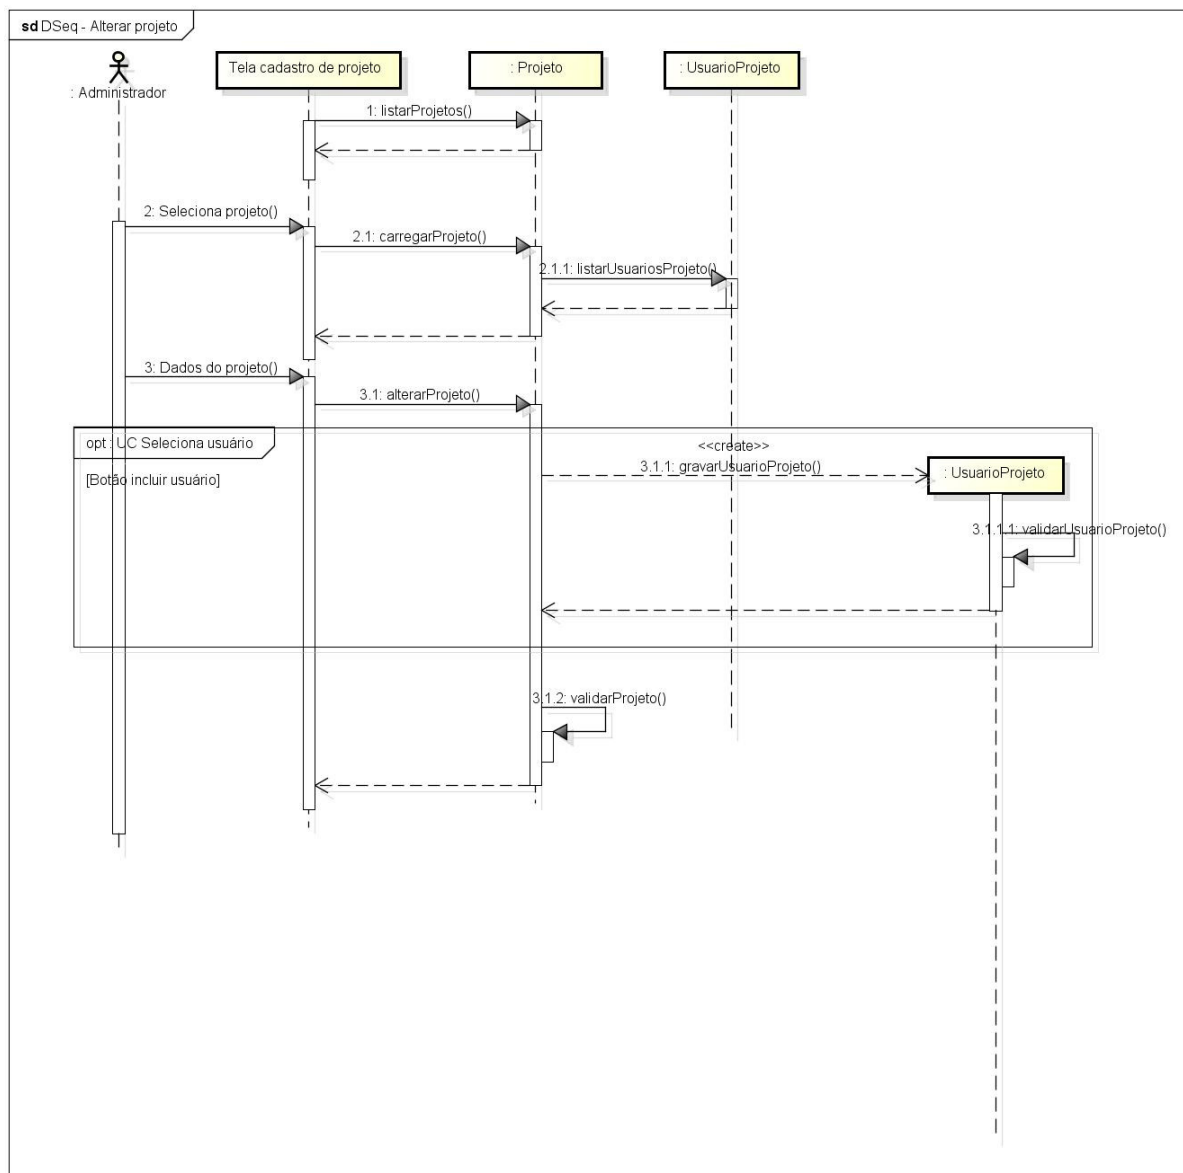 sd DSeq - Alterar projeto
: Administrador
Tela cadastro de projeto
: Projeto
: UsuarioProjeto
1: listarProjetos()
2: Seleciona projeto()
2.1: carregarProjeto()
2.1.1: listarUsuariosProjeto()
3: Dados do projeto()
3.1: alterarProjeto()
opt : UC Seleciona usuário
[Botão incluir usuário]
<<create>>
3.1.1: gravarUsuarioProjeto()
: UsuarioProjeto
3.1.1.1: validarUsuarioProjeto()
3.1.2: validarProjeto()